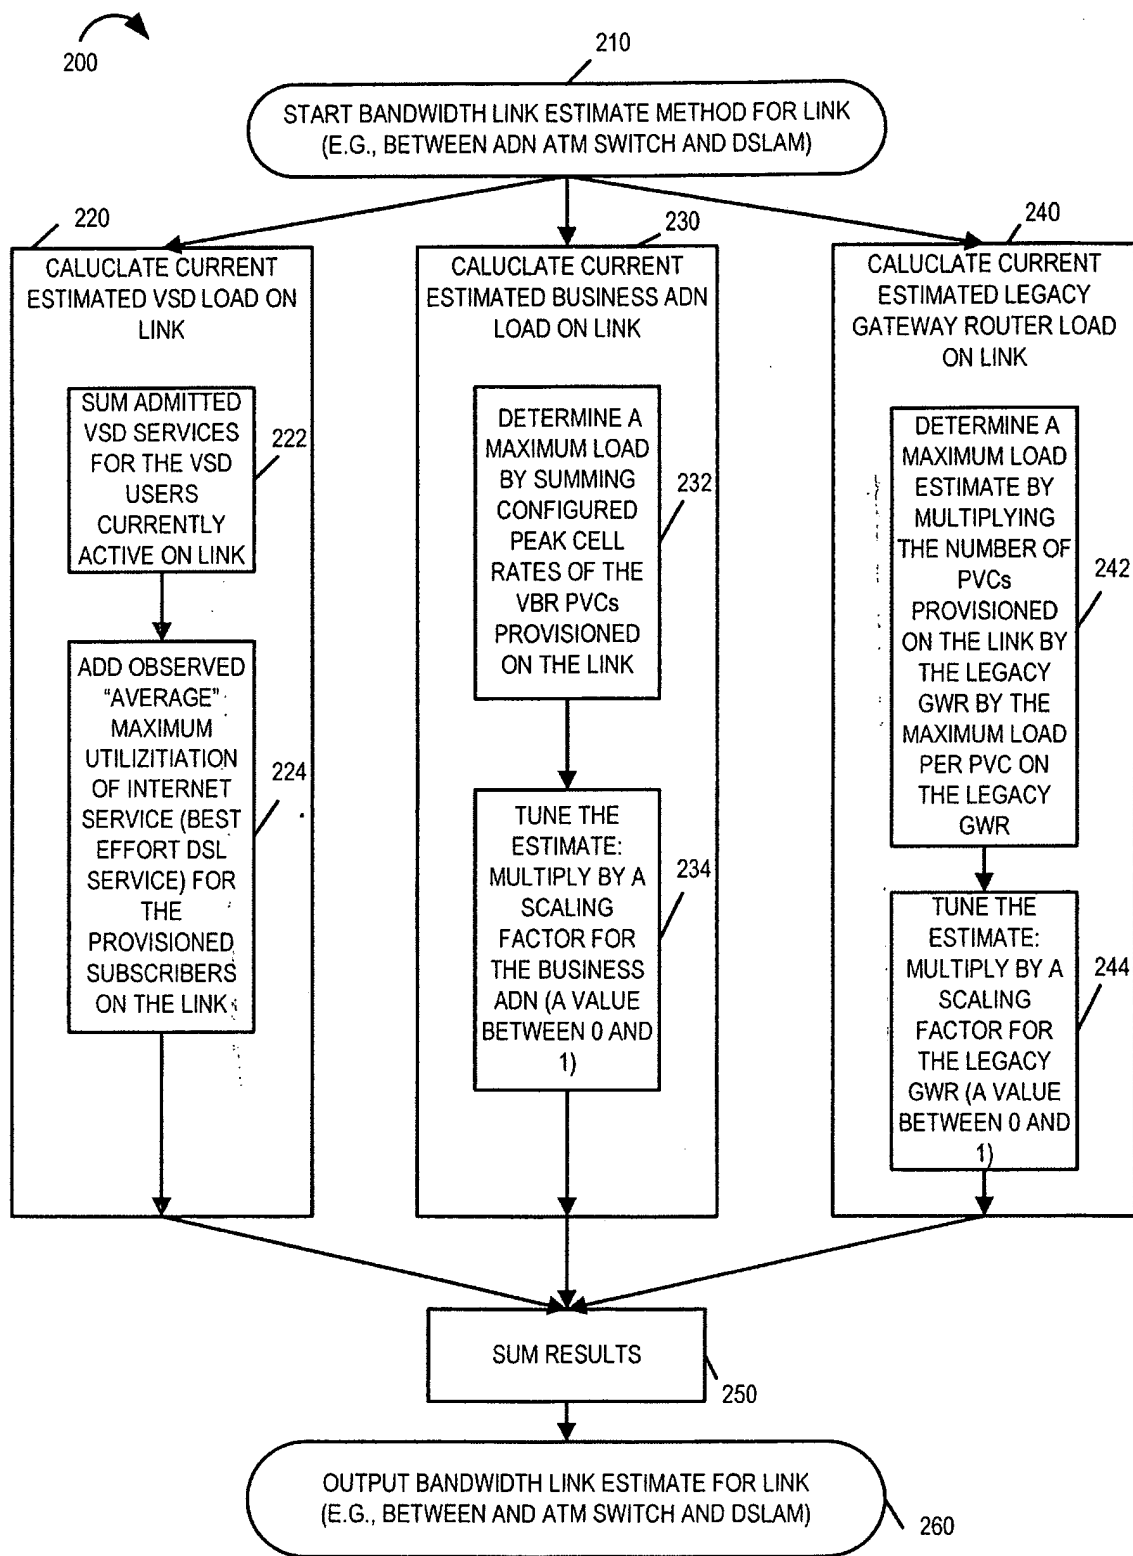 200
210
START BANDWIDTH LINK ESTIMATE METHOD FOR LINK
(E.G., BETWEEN ADN ATM SWITCH AND DSLAM)
220
CALUCLATE CURRENT
ESTIMATED VSD LOAD ON
LINK
SUM ADMITTED
VSD SERVICES
FOR THE VSD
USERS
CURRENTLY
ACTIVE ON LINK
222
ADD OBSERVED
“AVERAGE”
MAXIMUM
UTILIZITIATION
OF INTERNET
SERVICE (BEST
EFFORT DSL
SERVICE) FOR
THE
PROVISIONED
SUBSCRIBERS
ON THE LINK
224
230
CALUCLATE CURRENT
ESTIMATED BUSINESS ADN
LOAD ON LINK
DETERMINE A
MAXIMUM LOAD
BY SUMMING
CONFIGURED
PEAK CELL
RATES OF THE
VBR PVCs
PROVISIONED
ON THE LINK
232
TUNE THE
ESTIMATE:
MULTIPLY BY A
SCALING
FACTOR FOR
THE BUSINESS
ADN (A VALUE
BETWEEN 0 AND
1)
234
240
CALUCLATE CURRENT
ESTIMATED LEGACY
GATEWAY ROUTER LOAD
ON LINK
DETERMINE A
MAXIMUM LOAD
ESTIMATE BY
MULTIPLYING
THE NUMBER OF
PVCs
PROVISIONED
ON THE LINK BY
THE LEGACY
GWR BY THE
MAXIMUM LOAD
PER PVC ON
THE LEGACY
GWR
242
TUNE THE
ESTIMATE:
MULTIPLY BY A
SCALING
FACTOR FOR
THE LEGACY
GWR (A VALUE
BETWEEN 0 AND
1)
244
SUM RESULTS
250
OUTPUT BANDWIDTH LINK ESTIMATE FOR LINK
(E.G., BETWEEN AND ATM SWITCH AND DSLAM)
260